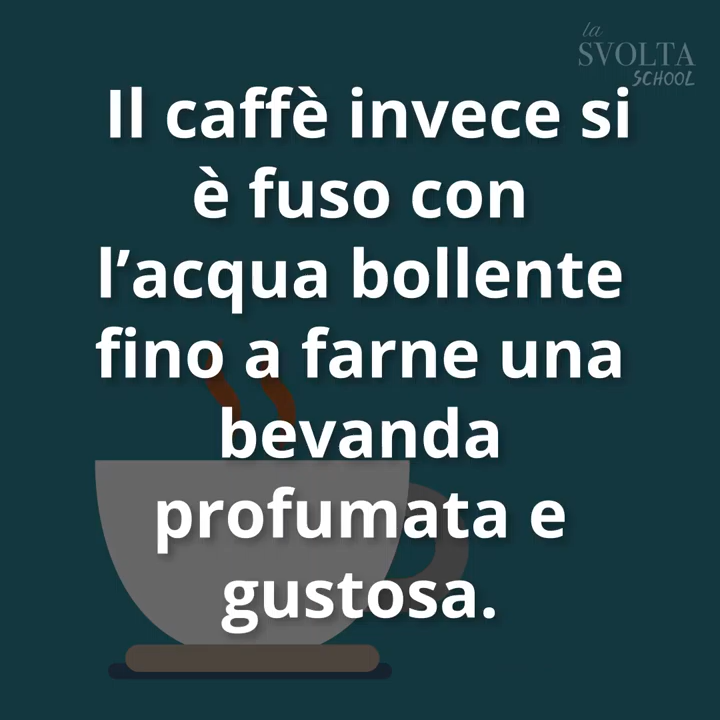 la
SVOLTA
SCHOOL
Il caffè invece si
è fuso con
l’acqua bollente
fino a farne una
bevanda
profumata e
gustosa.